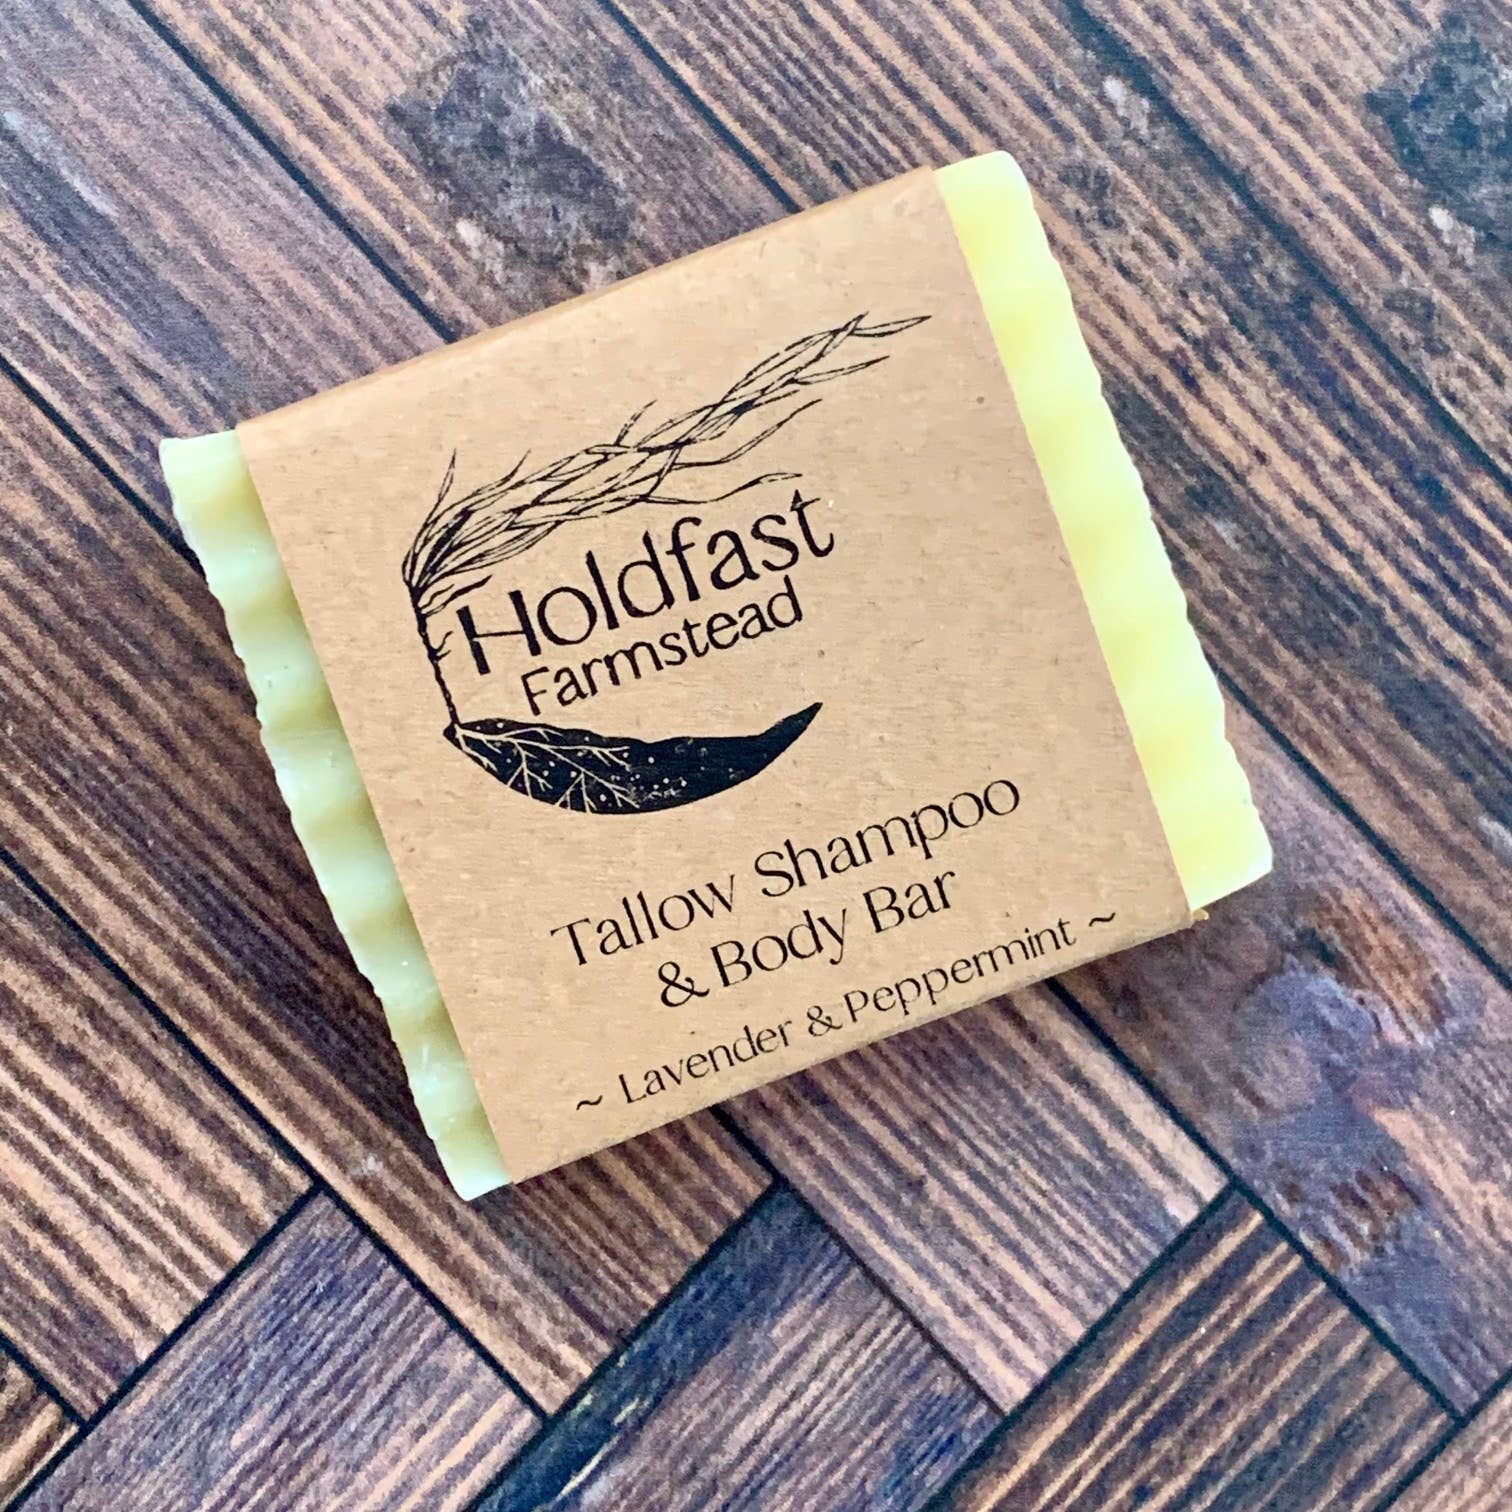 Holdfast
Farmstead
Tallow Shampoo
& Body Bar
~ Lavender & Peppermint ~